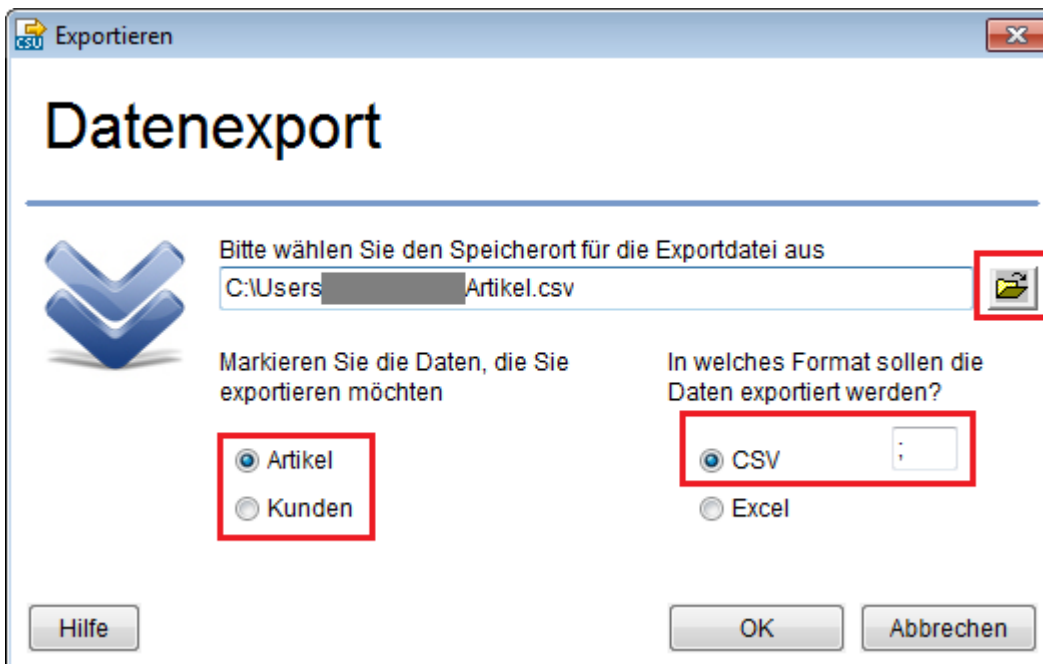 CSV Exportieren
Datenexport
Bitte wählen Sie den Speicherort für die Exportdatei aus
C:\Users Artikel.csv
Markieren Sie die Daten, die Sie
exportieren möchten
In welches Format sollen die
Daten exportiert werden?
Artikel
Kunden
CSV ;
Excel
Hilfe OK Abbrechen